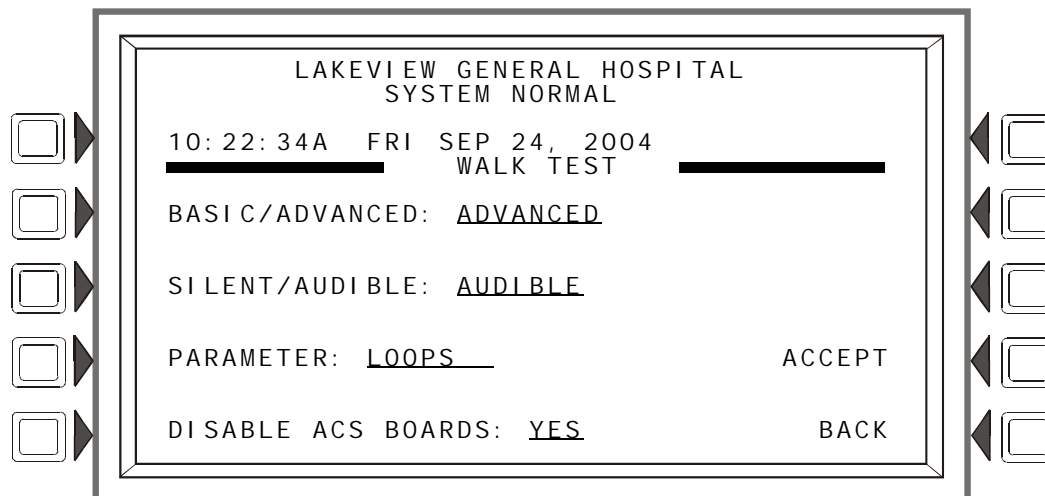 LAKEVIEW GENERAL HOSPITAL
SYSTEM NORMAL
10:22:34A FRI SEP 24, 2004
WALK TEST
BASIC/ADVANCED: ADVANCED
SILENT/AUDIBLE: AUDIBLE
PARAMETER: LOOPS ACCEPT
DISABLE ACS BOARDS: YES BACK